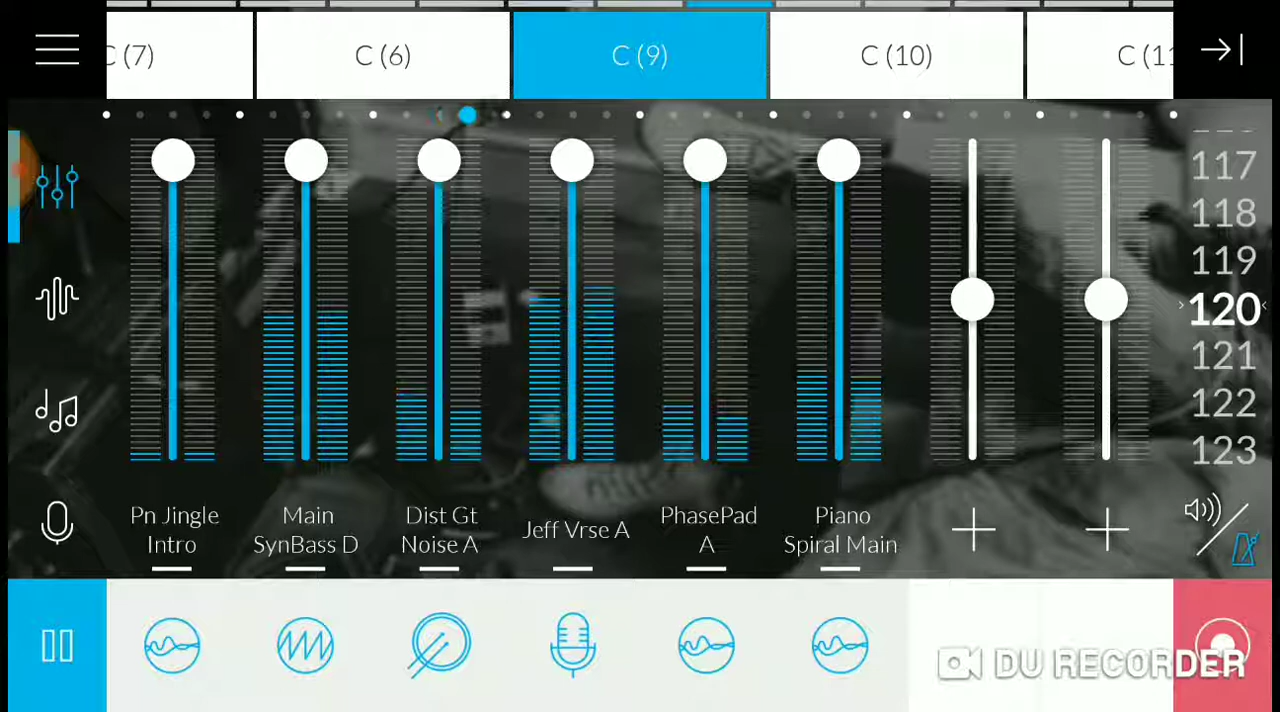 C (7)
C (6)
C (9)
C (10)
C (11
117
118
119
120
121
122
123
Pn Jingle
Intro
Main
SynBass D
Dist Gt
Noise A
Jeff Vrse A
PhasePad
A
Piano
Spiral Main
DU RECORDER